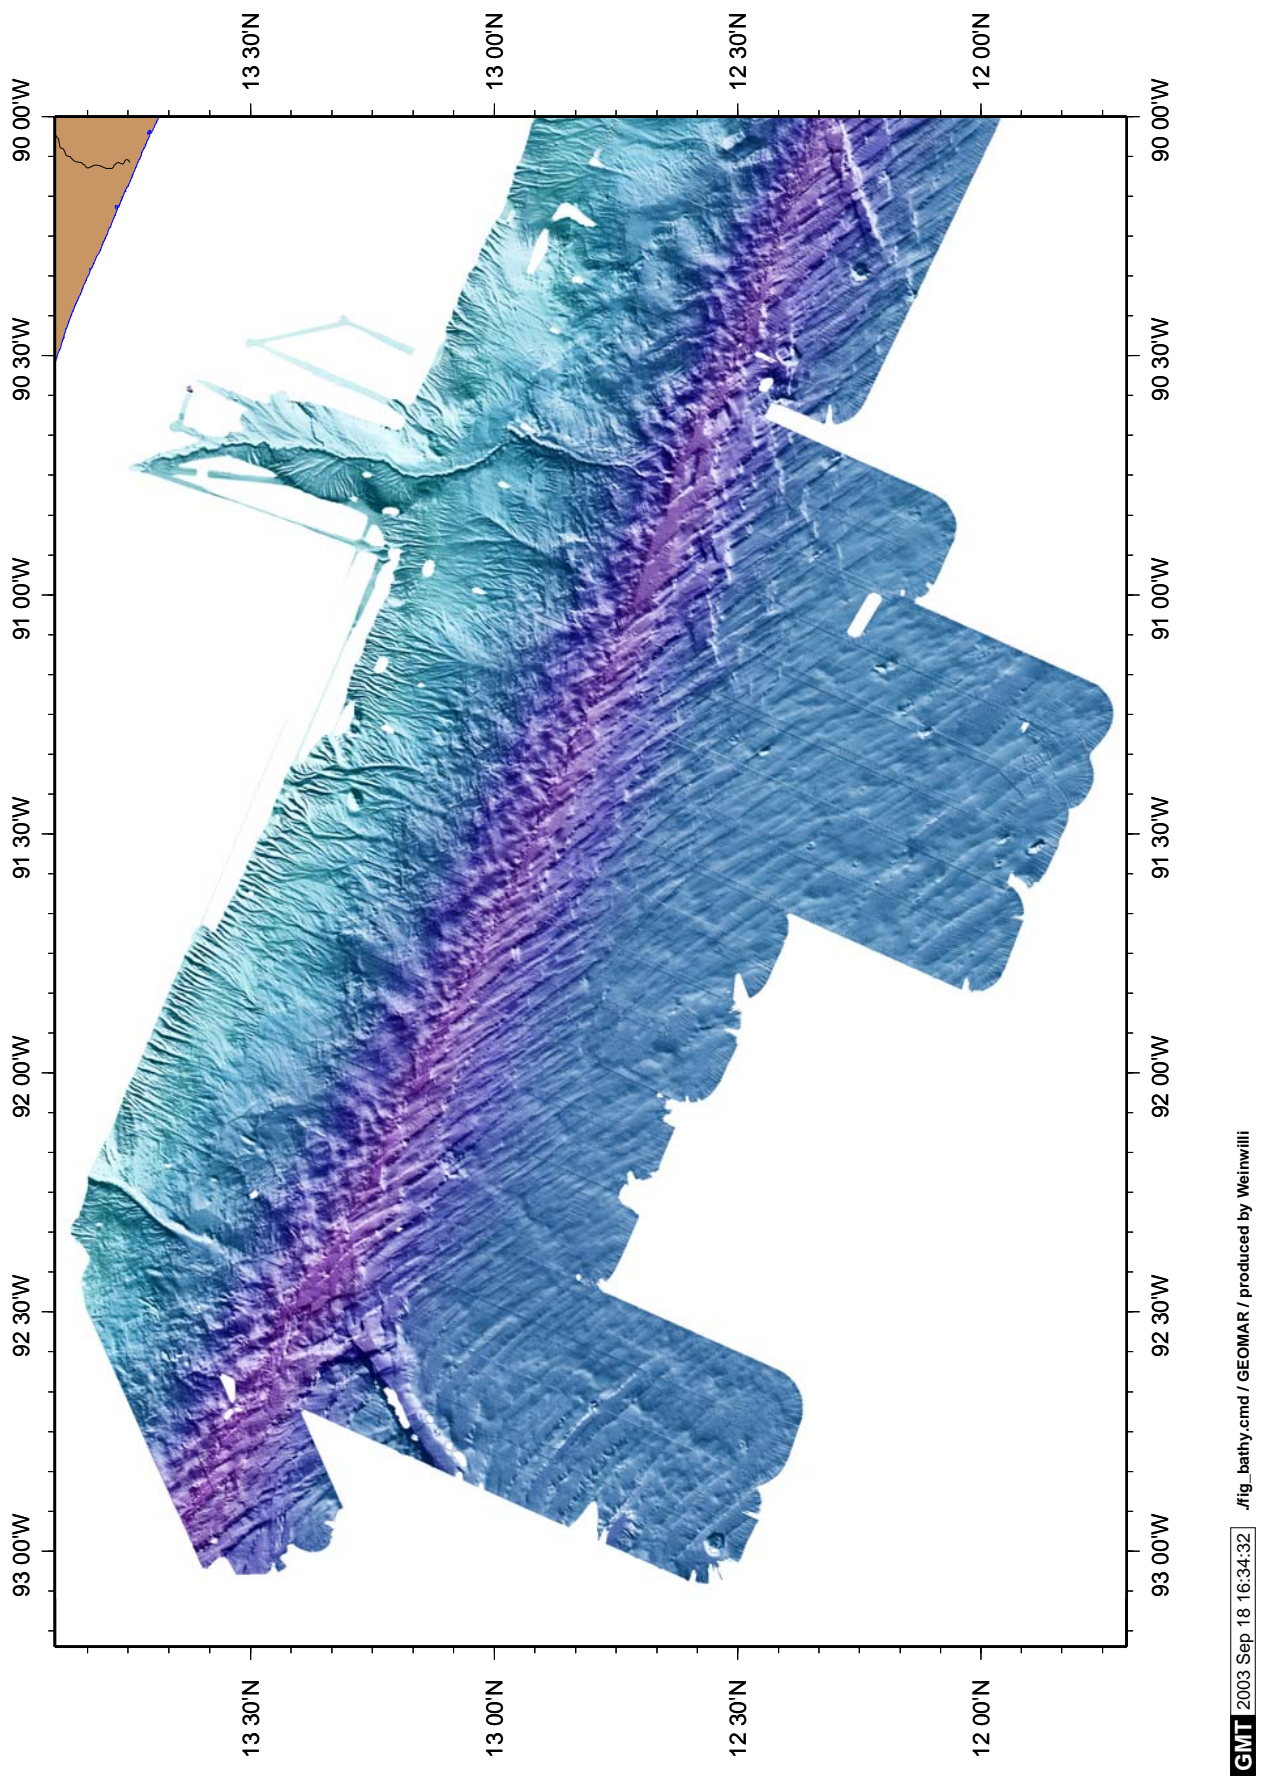 13 30'N
13 00'N
12 30'N
12 00'N
90 00'W
90 30'W
91 00'W
91 30'W
92 00'W
92 30'W
93 00'W
90 00'W
90 30'W
91 00'W
91 30'W
92 00'W
92 30'W
93 00'W
13 30'N
13 00'N
12 30'N
12 00'N
GMT 2003 Sep 18 16:34:32 ./fig_bathy.cmd / GEOMAR / produced by Weinwilli